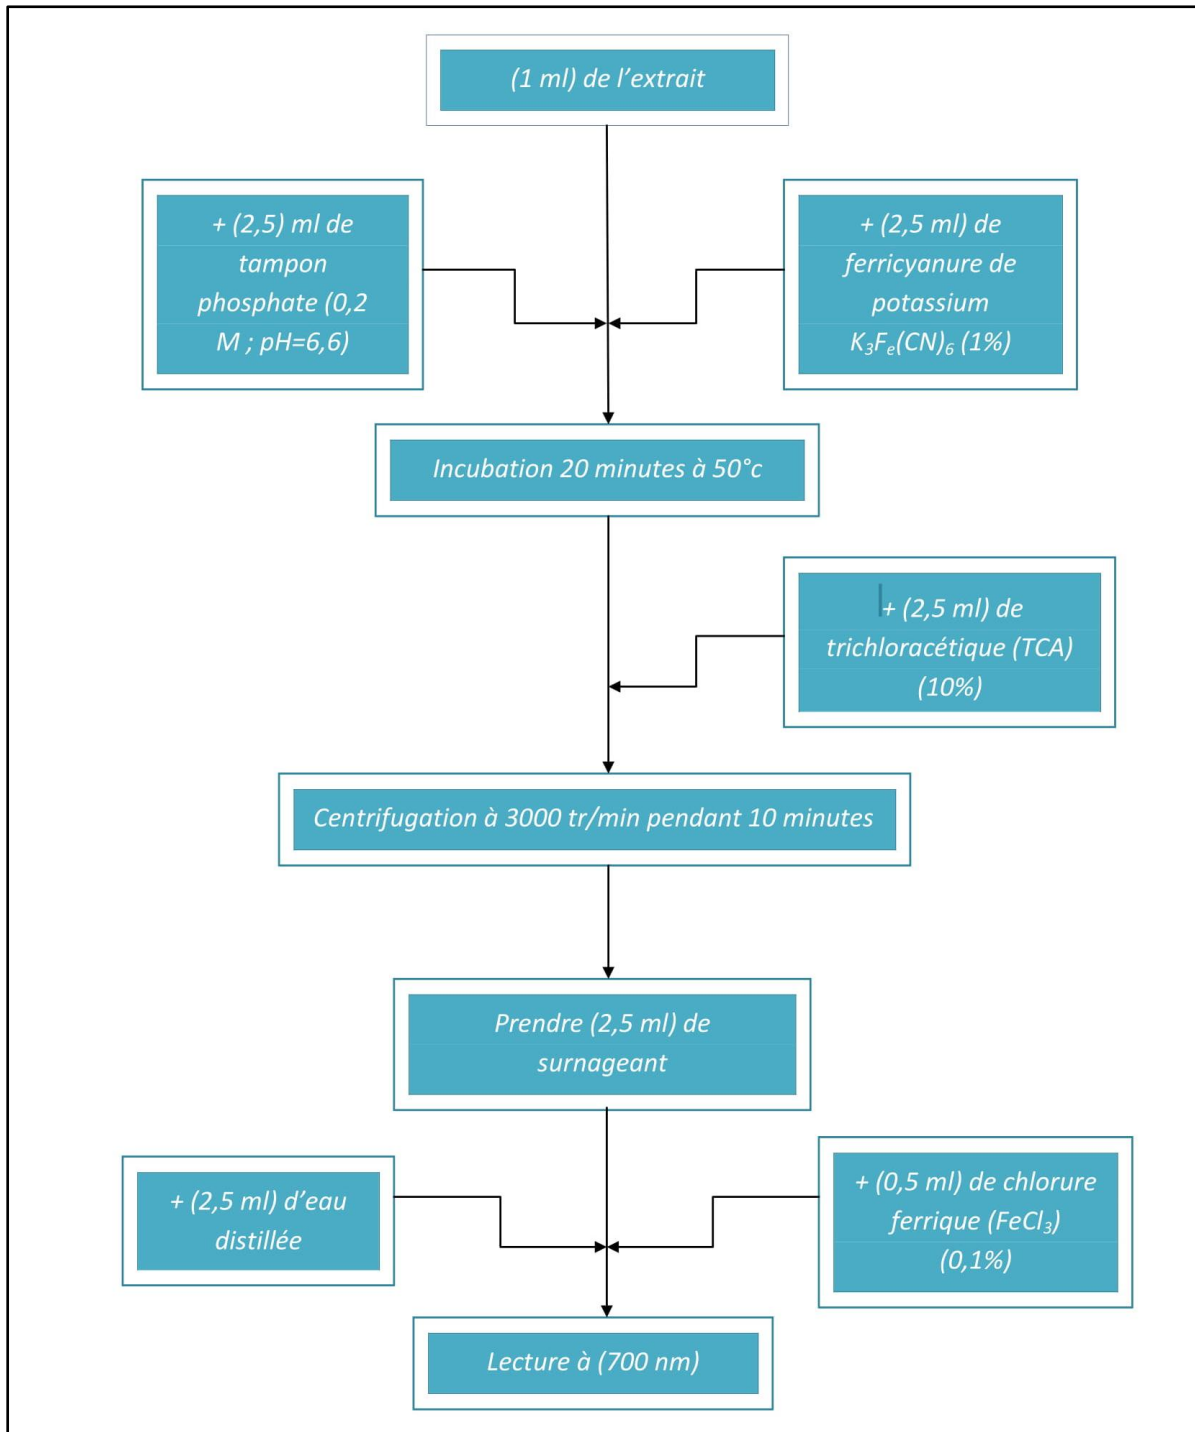 (1 ml) de l’extrait
+ (2,5) ml de
tampon
phosphate (0,2
M ; pH=6,6)
+ (2,5 ml) de
ferricyanure de
potassium
K₃Fₑ(CN)₆ (1%)
Incubation 20 minutes à 50°c
+ (2,5 ml) de
trichloracétique (TCA)
(10%)
Centrifugation à 3000 tr/min pendant 10 minutes
Prendre (2,5 ml) de
surnageant
+ (2,5 ml) d’eau
distillée
+ (0,5 ml) de chlorure
ferrique (FeCl₃)
(0,1%)
Lecture à (700 nm)